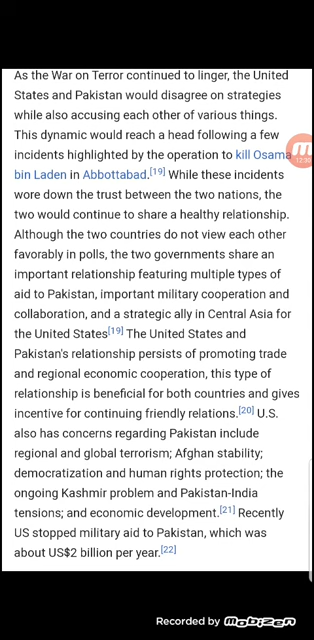 As the War on Terror continued to linger, the United
States and Pakistan would disagree on strategies
while also accusing each other of various things.
This dynamic would reach a head following a few
incidents highlighted by the operation to kill Osama
bin Laden in Abbottabad.[19] While these incidents
wore down the trust between the two nations, the
two would continue to share a healthy relationship.
Although the two countries do not view each other
favorably in polls, the two governments share an
important relationship featuring multiple types of
aid to Pakistan, important military cooperation and
collaboration, and a strategic ally in Central Asia for
the United States[19] The United States and
Pakistan's relationship persists of promoting trade
and regional economic cooperation, this type of
relationship is beneficial for both countries and gives
incentive for continuing friendly relations.[20] U.S.
also has concerns regarding Pakistan include
regional and global terrorism; Afghan stability;
democratization and human rights protection; the
ongoing Kashmir problem and Pakistan-India
tensions; and economic development.[21] Recently
US stopped military aid to Pakistan, which was
about US$2 billion per year.[22]
Recorded by mobizen